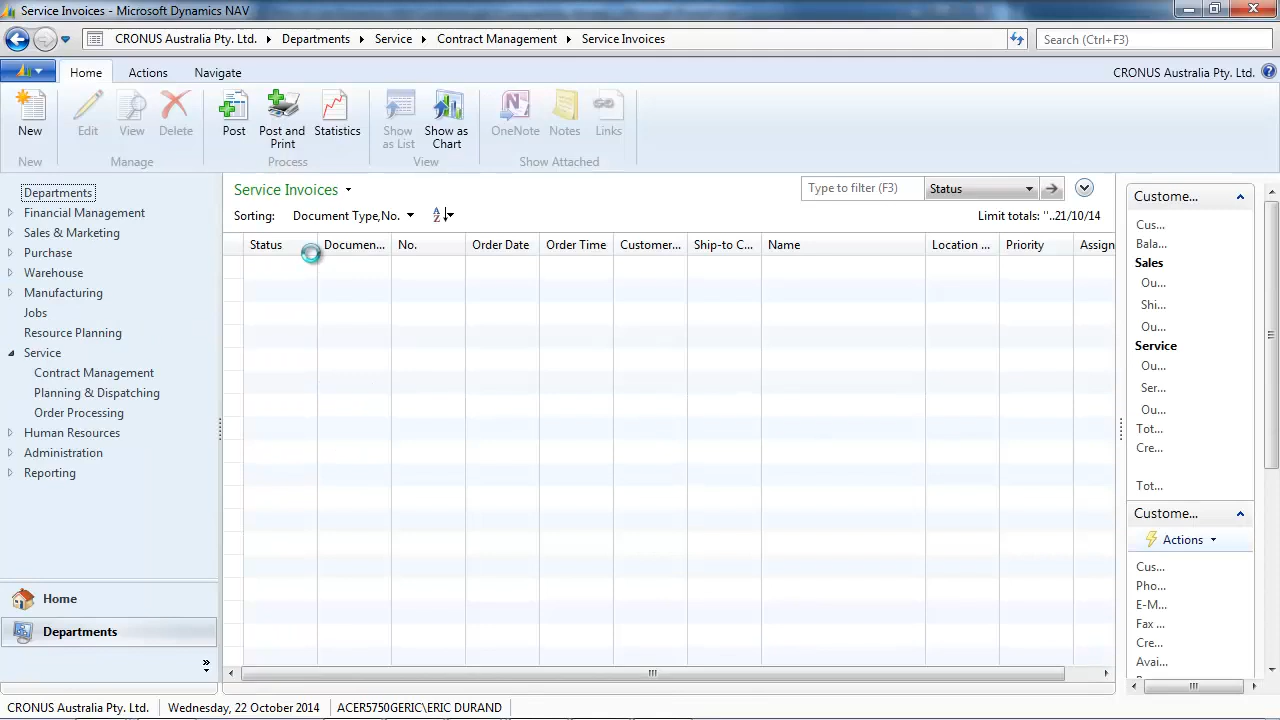 Service Invoices - Microsoft Dynamics NAV
CRONUS Australia Pty. Ltd. Departments Service Contract Management Service Invoices
Search (Ctrl+F3)
Home Actions Navigate
CRONUS Australia Pty. Ltd.
New Edit View Delete Post Post and Print Statistics Show as List Show as Chart OneNote Notes Links
New Manage Process View Show Attached
Departments
Financial Management
Sales & Marketing
Purchase
Warehouse
Manufacturing
Jobs
Resource Planning
Service
Contract Management
Planning & Dispatching
Order Processing
Human Resources
Administration
Reporting
Home
Departments
Service Invoices
Type to filter (F3) Status
Sorting: Document Type,No. A Z Limit totals: ''..21/10/14
Status Documen... No. Order Date Order Time Customer... Ship-to C... Name Location ... Priority Assign
Custome...
Cus...
Bala...
Sales
Ou...
Shi...
Ou...
Service
Ou...
Ser...
Ou...
Tot...
Cre...
Tot...
Custome...
Actions
Cus...
Pho...
E-M...
Fax ...
Cre...
Avai...
CRONUS Australia Pty. Ltd. Wednesday, 22 October 2014 ACER5750GERIC\ERIC DURAND